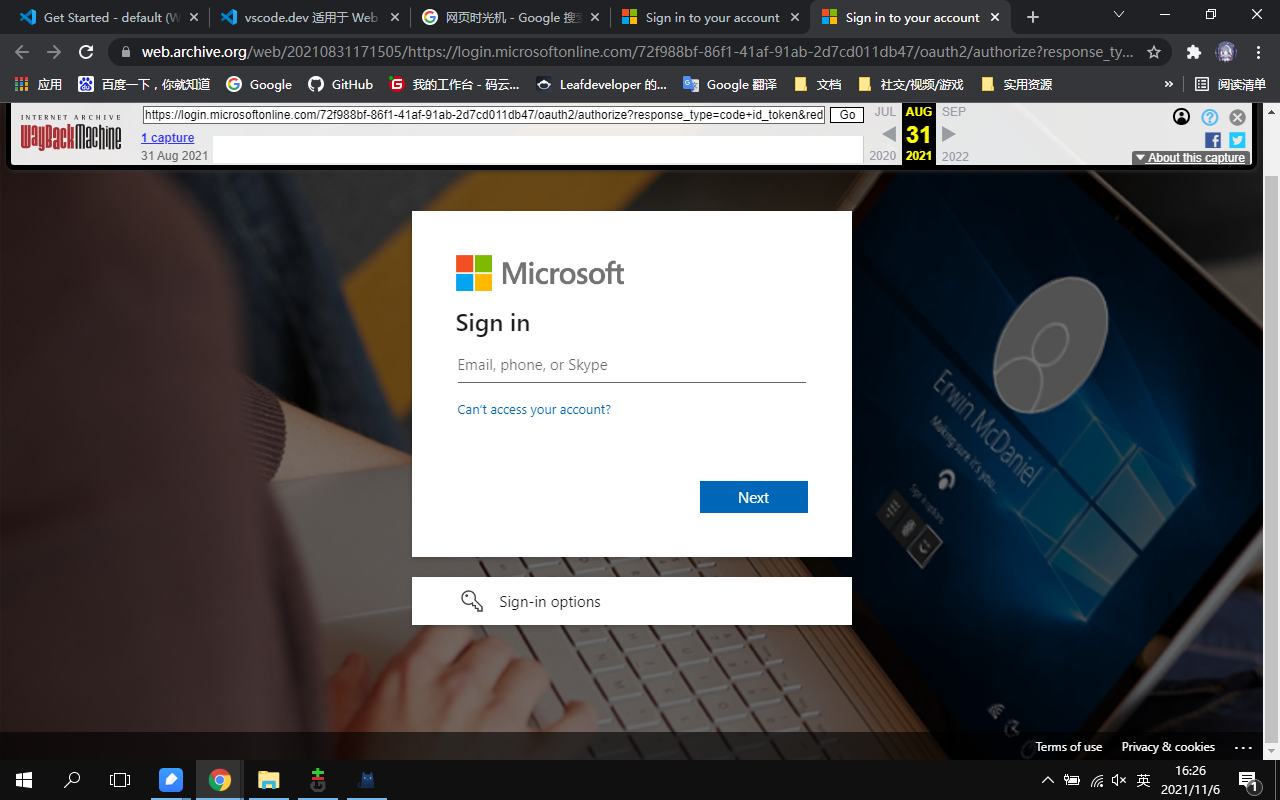 Get Started - default (W
vscode.dev 适用于 Web
网页时光机 - Google 搜
Sign in to your account
Sign in to your account
web.archive.org/web/20210831171505/https://login.microsoftonline.com/72f988bf-86f1-41af-91ab-2d7cd011db47/oauth2/authorize?response_ty...
应用
百度一下，你就知道
Google
GitHub
我的工作台 - 码云...
Leafdeveloper 的...
Google 翻译
文档
社交/视频/游戏
实用资源
»
阅读清单
INTERNET ARCHIVE
WayBackMachine
https://login.microsoftonline.com/72f988bf-86f1-41af-91ab-2d7cd011db47/oauth2/authorize?response_type=code+id_token&red
Go
JUL
AUG
SEP
1 capture
31
31 Aug 2021
2020
2021
2022
About this capture
Microsoft
Sign in
Email, phone, or Skype
Can't access your account?
Next
Sign-in options
Erwin McDaniel
Making sure it's you...
Sign in options
Terms of use
Privacy & cookies
...
英
16:26
2021/11/6
1